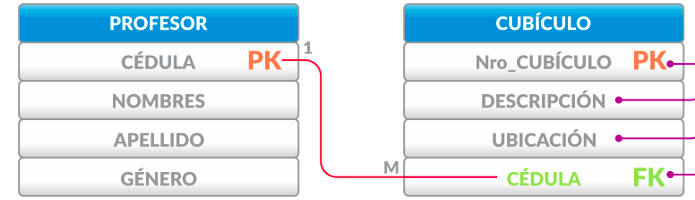 PROFESOR
CÉDULA PK
NOMBRES
APELLIDO
GÉNERO
1
M
CUBÍCULO
Nro_CUBÍCULO PK
DESCRIPCIÓN
UBICACIÓN
CÉDULA FK